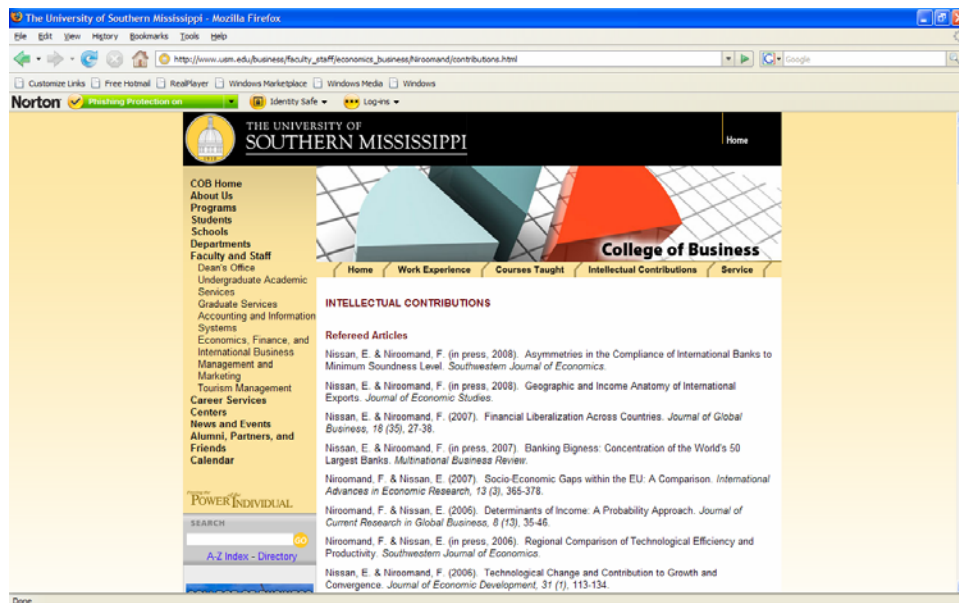 The University of Southern Mississippi - Mozilla Firefox
File Edit View History Bookmarks Tools Help
http://www.usm.edu/business/faculty_staff/economics_business/Niroomand/contributions.html
Google
Customize Links Free Hotmail RealPlayer Windows Marketplace Windows Media Windows
Norton Phishing Protection on Identity Safe Log-ins
THE UNIVERSITY OF
SOUTHERN MISSISSIPPI
Home
COB Home
About Us
Programs
Students
Schools
Departments
Faculty and Staff
Dean's Office
Undergraduate Academic
Services
Graduate Services
Accounting and Information
Systems
Economics, Finance, and
International Business
Management and
Marketing
Tourism Management
Career Services
Centers
News and Events
Alumni, Partners, and
Friends
Calendar
POWER of the INDIVIDUAL
SEARCH
GO
A-Z Index - Directory
College of Business
Home Work Experience Courses Taught Intellectual Contributions Service
INTELLECTUAL CONTRIBUTIONS
Refereed Articles
Nissan, E. & Niroomand, F. (in press, 2008). Asymmetries in the Compliance of International Banks to
Minimum Soundness Level. Southwestern Journal of Economics.
Nissan, E. & Niroomand, F. (in press, 2008). Geographic and Income Anatomy of International
Exports. Journal of Economic Studies.
Nissan, E. & Niroomand, F. (2007). Financial Liberalization Across Countries. Journal of Global
Business, 18 (35), 27-38.
Nissan, E. & Niroomand, F. (in press, 2007). Banking Bigness: Concentration of the World's 50
Largest Banks. Multinational Business Review.
Niroomand, F. & Nissan, E. (2007). Socio-Economic Gaps within the EU: A Comparison. International
Advances in Economic Research, 13 (3), 365-378.
Niroomand, F. & Nissan, E. (2006). Determinants of Income: A Probability Approach. Journal of
Current Research in Global Business, 8 (13), 35-46.
Niroomand, F. & Nissan, E. (in press, 2006). Regional Comparison of Technological Efficiency and
Productivity. Southwestern Journal of Economics.
Nissan, E. & Niroomand, F. (2006). Technological Change and Contribution to Growth and
Convergence. Journal of Economic Development, 31 (1), 113-134.
Done